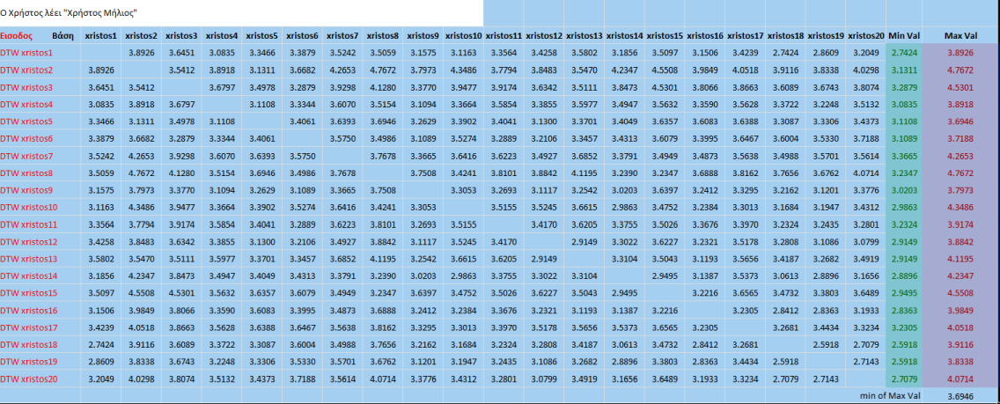 Ο Χρήστος λέει "Χρήστος Μήλιος"
Εισοδος Βάση xristos1 xristos2 xristos3 xristos4 xristos5 xristos6 xristos7 xristos8 xristos9 xristos10 xristos11 xristos12 xristos13 xristos14 xristos15 xristos16 xristos17 xristos18 xristos19 xristos20 Min Val Max Val
DTW xristos1 3.8926 3.6451 3.0835 3.3466 3.3879 3.5242 3.5059 3.1575 3.1163 3.3564 3.4258 3.5802 3.1856 3.5097 3.1506 3.4239 2.7424 2.8609 3.2049 2.7424 3.8926
DTW xristos2 3.8926 3.5412 3.8918 3.1311 3.6682 4.2653 4.7672 3.7973 4.3486 3.7794 3.8483 3.5470 4.2347 4.5508 3.9849 4.0518 3.9116 3.8338 4.0298 3.1311 4.7672
DTW xristos3 3.6451 3.5412 3.6797 3.4978 3.2879 3.9298 4.1280 3.3770 3.9477 3.9174 3.6342 3.5111 3.8473 4.5301 3.8066 3.8663 3.6089 3.6743 3.8074 3.2879 4.5301
DTW xristos4 3.0835 3.8918 3.6797 3.1108 3.3344 3.6070 3.5154 3.1094 3.3664 3.5854 3.3855 3.5977 3.4947 3.5632 3.3590 3.5628 3.3722 3.2248 3.5132 3.0835 3.8918
DTW xristos5 3.3466 3.1311 3.4978 3.1108 3.4061 3.6393 3.6946 3.2629 3.3902 3.4041 3.1300 3.3701 3.4049 3.6357 3.6083 3.6388 3.3087 3.3306 3.4373 3.1108 3.6946
DTW xristos6 3.3879 3.6682 3.2879 3.3344 3.4061 3.5750 3.4986 3.1089 3.5274 3.2889 3.2106 3.3457 3.4313 3.6079 3.3995 3.6467 3.6004 3.5330 3.7188 3.1089 3.7188
DTW xristos7 3.5242 4.2653 3.9298 3.6070 3.6393 3.5750 3.7678 3.3665 3.6416 3.6223 3.4927 3.6852 3.3791 3.4949 3.4873 3.5638 3.4988 3.5701 3.5614 3.3665 4.2653
DTW xristos8 3.5059 4.7672 4.1280 3.5154 3.6946 3.4986 3.7678 3.7508 3.4241 3.8101 3.8842 4.1195 3.2390 3.2347 3.6888 3.8162 3.7656 3.6762 4.0714 3.2347 4.7672
DTW xristos9 3.1575 3.7973 3.3770 3.1094 3.2629 3.1089 3.3665 3.7508 3.3053 3.2693 3.1117 3.2542 3.0203 3.6397 3.2412 3.3295 3.2162 3.1201 3.3776 3.0203 3.7973
DTW xristos10 3.1163 4.3486 3.9477 3.3664 3.3902 3.5274 3.6416 3.4241 3.3053 3.5155 3.5245 3.6615 2.9863 3.4752 3.2384 3.3013 3.1684 3.1947 3.4312 2.9863 4.3486
DTW xristos11 3.3564 3.7794 3.9174 3.5854 3.4041 3.2889 3.6223 3.8101 3.2693 3.5155 3.4170 3.6205 3.3755 3.5026 3.3676 3.3970 3.2324 3.2435 3.2801 3.2324 3.9174
DTW xristos12 3.4258 3.8483 3.6342 3.3855 3.1300 3.2106 3.4927 3.8842 3.1117 3.5245 3.4170 2.9149 3.3022 3.6227 3.2321 3.5178 3.2808 3.1086 3.0799 2.9149 3.8842
DTW xristos13 3.5802 3.5470 3.5111 3.5977 3.3701 3.3457 3.6852 4.1195 3.2542 3.6615 3.6205 2.9149 3.3104 3.5043 3.1193 3.5656 3.4187 3.2682 3.4919 2.9149 4.1195
DTW xristos14 3.1856 4.2347 3.8473 3.4947 3.4049 3.4313 3.3791 3.2390 3.0203 2.9863 3.3755 3.3022 3.3104 2.9495 3.1387 3.5373 3.0613 2.8896 3.1656 2.8896 4.2347
DTW xristos15 3.5097 4.5508 4.5301 3.5632 3.6357 3.6079 3.4949 3.2347 3.6397 3.4752 3.5026 3.6227 3.5043 2.9495 3.2216 3.6565 3.4732 3.3803 3.6489 2.9495 4.5508
DTW xristos16 3.1506 3.9849 3.8066 3.3590 3.6083 3.3995 3.4873 3.6888 3.2412 3.2384 3.3676 3.2321 3.1193 3.1387 3.2216 3.2305 2.8412 2.8363 3.1933 2.8363 3.9849
DTW xristos17 3.4239 4.0518 3.8663 3.5628 3.6388 3.6467 3.5638 3.8162 3.3295 3.3013 3.3970 3.5178 3.5656 3.5373 3.6565 3.2305 3.2681 3.4434 3.3234 3.2305 4.0518
DTW xristos18 2.7424 3.9116 3.6089 3.3722 3.3087 3.6004 3.4988 3.7656 3.2162 3.1684 3.2324 3.2808 3.4187 3.0613 3.4732 2.8412 3.2681 2.5918 2.7079 2.5918 3.9116
DTW xristos19 2.8609 3.8338 3.6743 3.2248 3.3306 3.5330 3.5701 3.6762 3.1201 3.1947 3.2435 3.1086 3.2682 2.8896 3.3803 2.8363 3.4434 2.5918 2.7143 2.5918 3.8338
DTW xristos20 3.2049 4.0298 3.8074 3.5132 3.4373 3.7188 3.5614 4.0714 3.3776 3.4312 3.2801 3.0799 3.4919 3.1656 3.6489 3.1933 3.3234 2.7079 2.7143 2.7079 4.0714
min of Max Val 3.6946